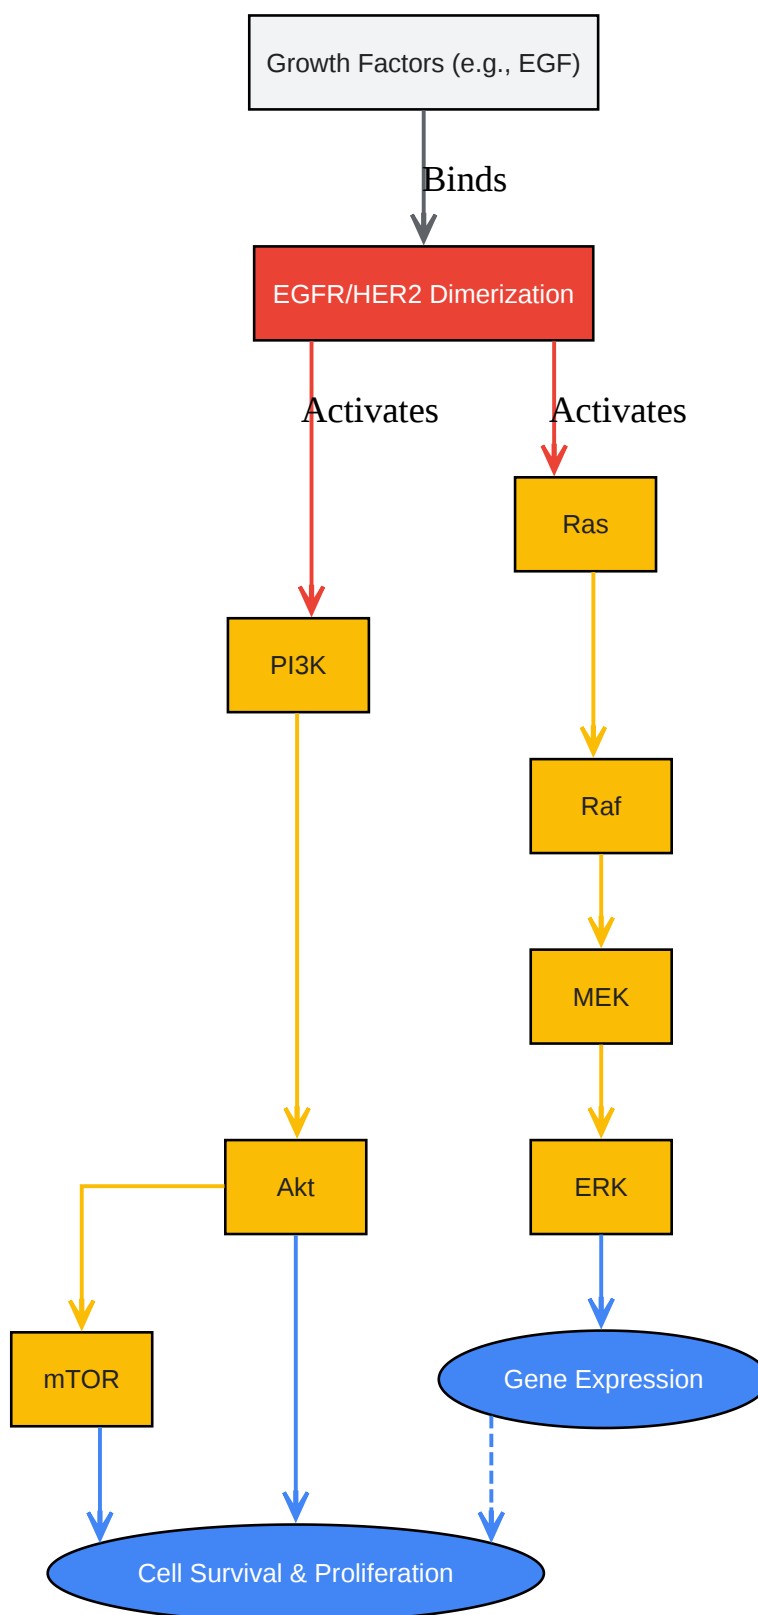 Growth Factors (e.g., EGF)
Binds
EGFR/HER2 Dimerization
Activates
Activates
Ras
PI3K
Raf
MEK
Akt
ERK
mTOR
Gene Expression
Cell Survival & Proliferation